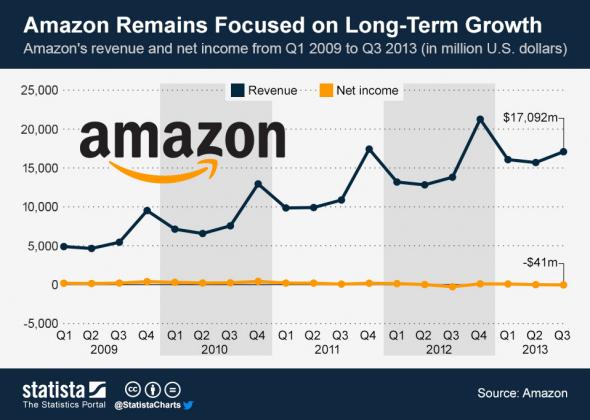 Amazon Remains Focused on Long-Term Growth
Amazon's revenue and net income from Q1 2009 to Q3 2013 (in million U.S. dollars)
25,000
20,000
15,000
10,000
5,000
0
-5,000
Revenue
Net income
amazon
$17,092m
-$41m
Q1 Q2 Q3 Q4 Q1 Q2 Q3 Q4 Q1 Q2 Q3 Q4 Q1 Q2 Q3 Q4 Q1 Q2 Q3
2009 2010 2011 2012 2013
statista
The Statistics Portal
cc
@StatistaCharts
Source: Amazon